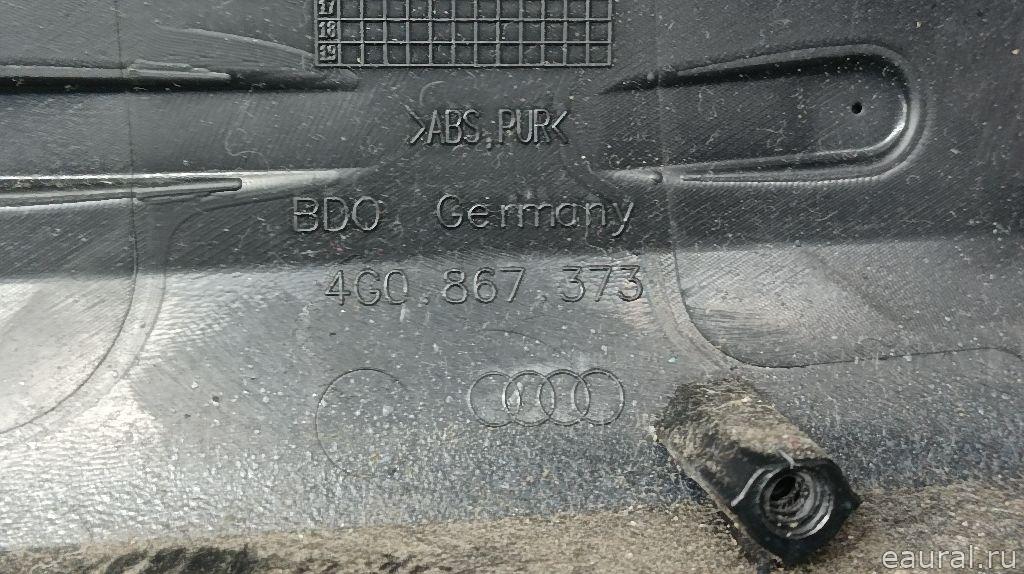 17
18
19
>ABS,PUR<
BDO Germany
4G0 867 373
eaural.ru